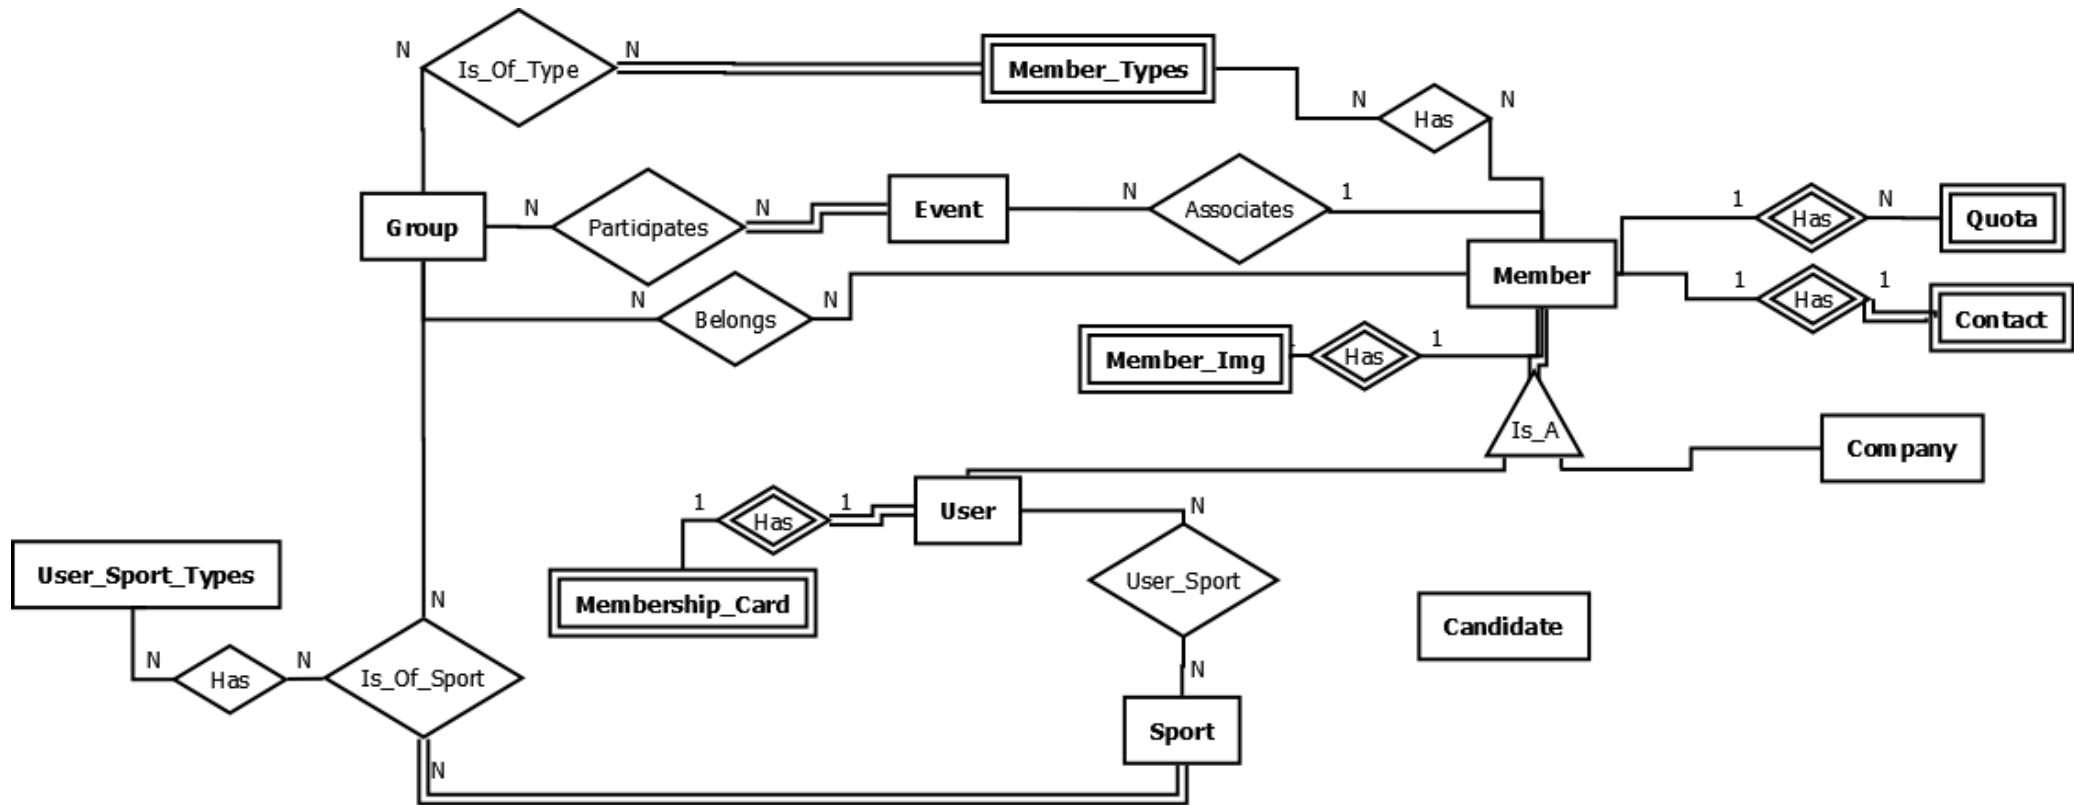 N
Is_Of_Type
N
Member_Types
N
Has
N
Group
N
Participates
N
Event
N
Associates
1
Member
1
Has
N
Quota
1
Has
1
Contact
N
Belongs
N
Member_Img
Has
1
Is_A
Company
1
Has
1
User
N
User_Sport
N
Membership_Card
User_Sport_Types
N
Has
N
Is_Of_Sport
N
N
Sport
Candidate